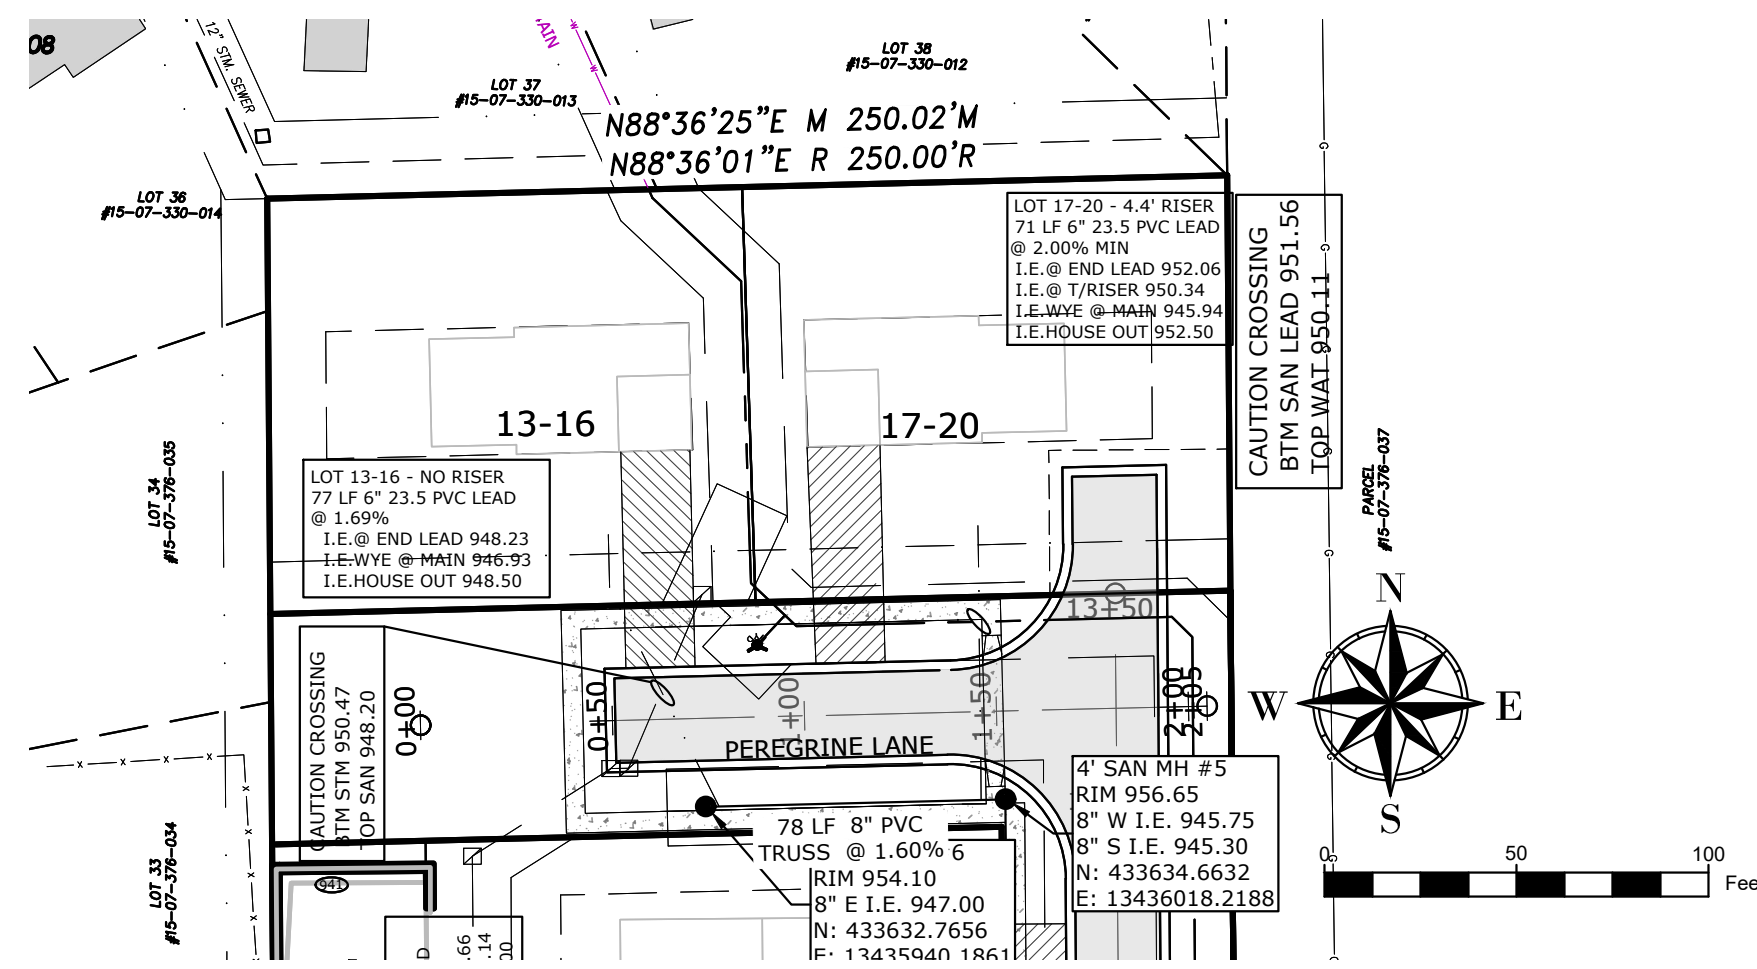 08
12" STM. SEWER
AIN
W
W
LOT 37
#15-07-330-013
LOT 38
#15-07-330-012
N88°36'25"E M 250.02'M
N88°36'01"E R 250.00'R
LOT 36
#15-07-330-014
LOT 17-20 - 4.4' RISER
71 LF 6" 23.5 PVC LEAD
@ 2.00% MIN
I.E.@ END LEAD 952.06
I.E.@ T/RISER 950.34
I.E.WYE @ MAIN 945.94
I.E.HOUSE OUT 952.50
CAUTION CROSSING
BTM SAN LEAD 951.56
TOP WAT 950.11
G
G
G
G
G
G
G
13-16
17-20
LOT 34
#15-07-376-035
LOT 13-16 - NO RISER
77 LF 6" 23.5 PVC LEAD
@ 1.69%
I.E.@ END LEAD 948.23
I.E.WYE @ MAIN 946.93
I.E.HOUSE OUT 948.50
PARCEL
#15-07-376-037
CAUTION CROSSING
BTM STM 950.47
TOP SAN 948.20
0+00
0+50
1+00
1+50
2+00
2+05
13+50
PEREGRINE LANE
N
W
E
S
4' SAN MH #5
RIM 956.65
8" W I.E. 945.75
8" S I.E. 945.30
N: 433634.6632
E: 13436018.2188
78 LF 8" PVC
TRUSS @ 1.60%
6
RIM 954.10
8" E I.E. 947.00
N: 433632.7656
E: 13435940.1861
0
50
100
Fee
x
x
x
x
x
x
x
LOT 33
#15-07-376-034
941
D
.66
.14
00